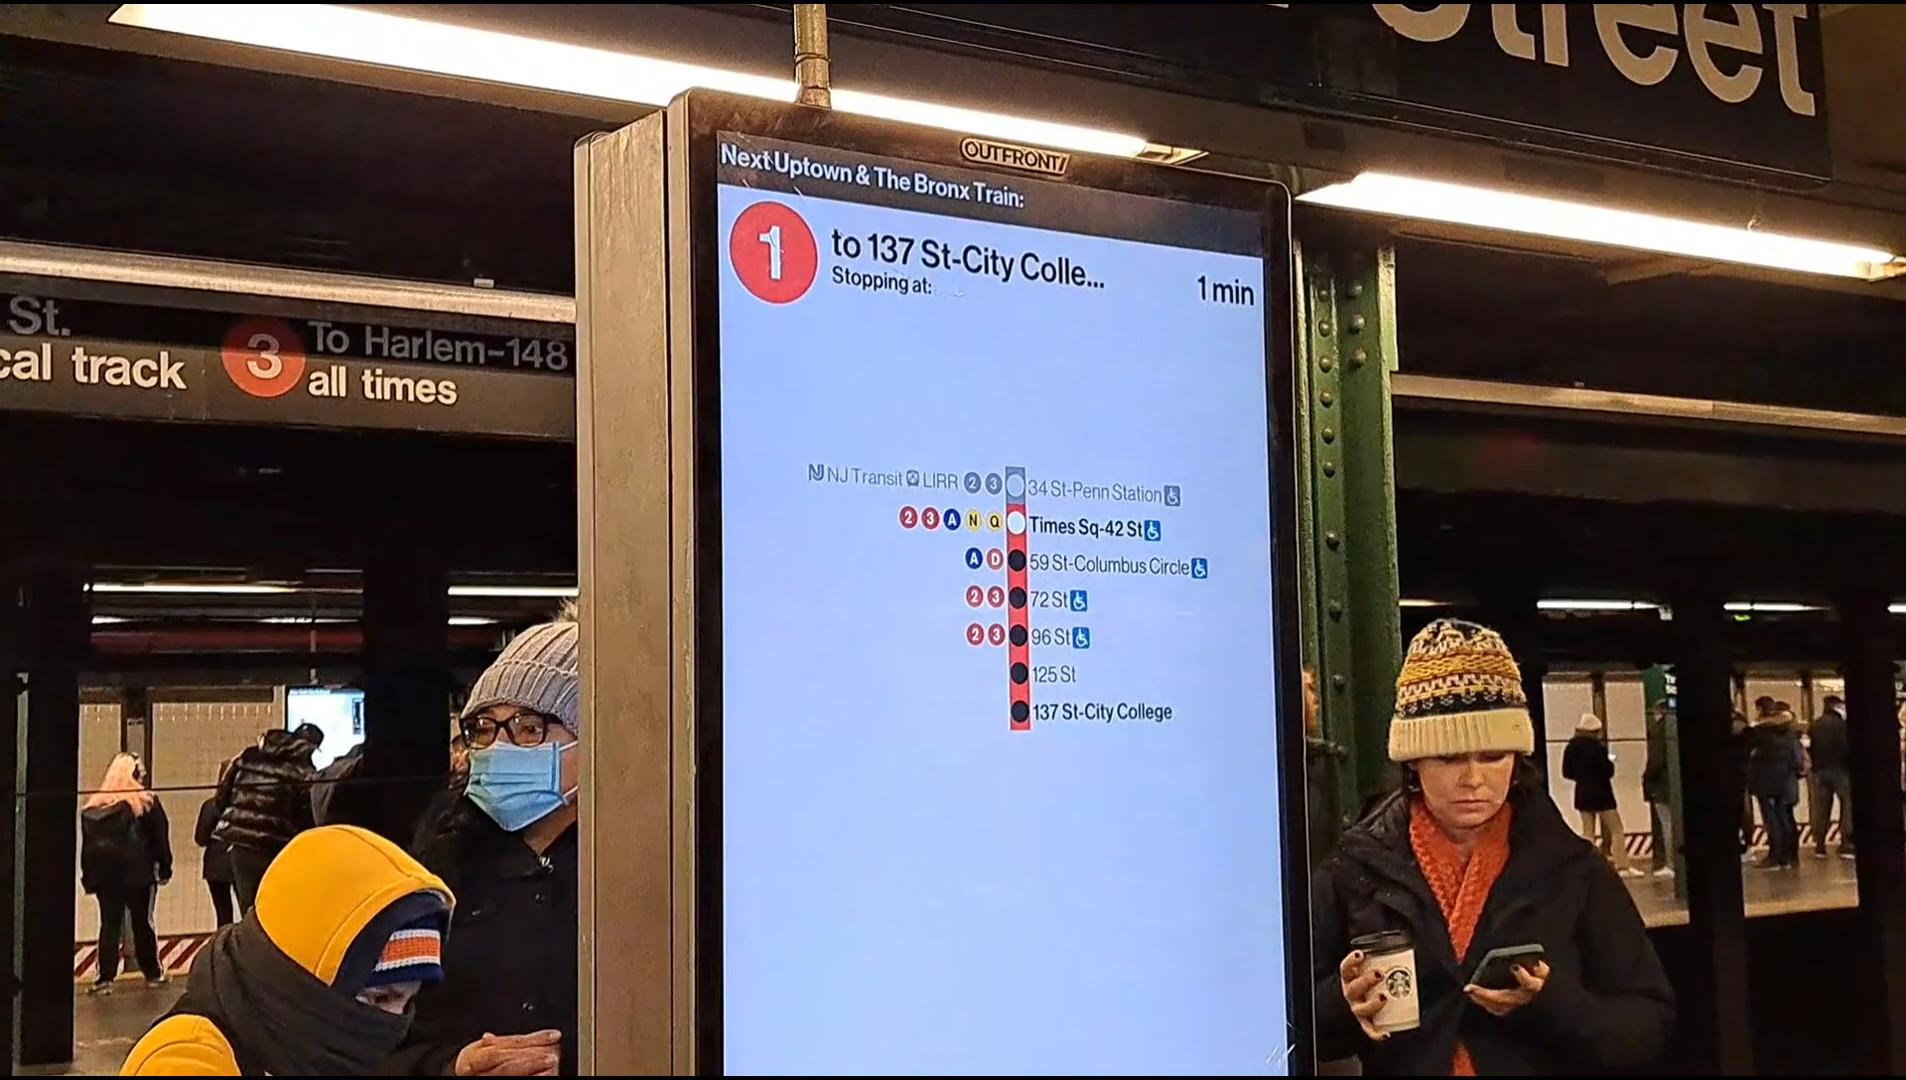 Street
OUTFRONT/
Next Uptown & The Bronx Train:
1 to 137 St-City Colle...
Stopping at:
1 min
St.
cal track
3 To Harlem-148
all times
NJ Transit LIRR 2 3 34 St-Penn Station
2 3 A N Q Times Sq-42 St
A D 59 St-Columbus Circle
2 3 72 St
2 3 96 St
125 St
137 St-City College